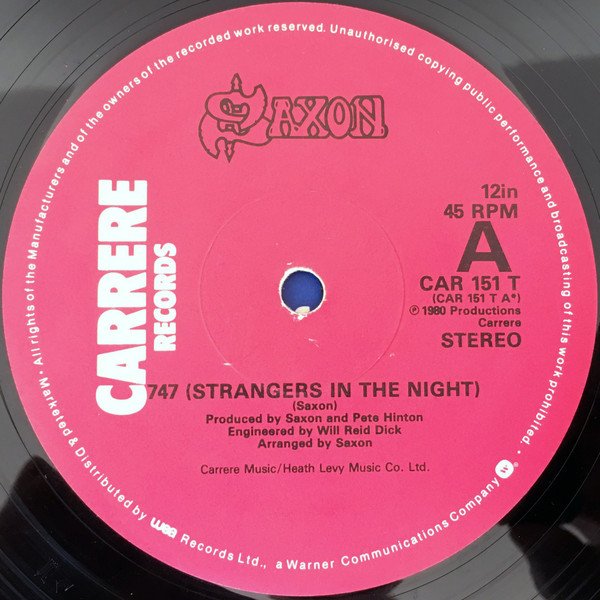 SAXON
CARRERE
RECORDS
12in
45 RPM
A
CAR 151 T
(CAR 151 T A*)
℗ 1980 Productions
Carrere
STEREO
747 (STRANGERS IN THE NIGHT)
(Saxon)
Produced by Saxon and Pete Hinton
Engineered by Will Reid Dick
Arranged by Saxon
Carrere Music/Heath Levy Music Co. Ltd.
• All rights of the Manufacturers and of the owners of the recorded work reserved. Unauthorised copying public performance and broadcasting of this work prohibited. •
Marketed & Distributed by wea Records Ltd., a Warner Communications Company W.